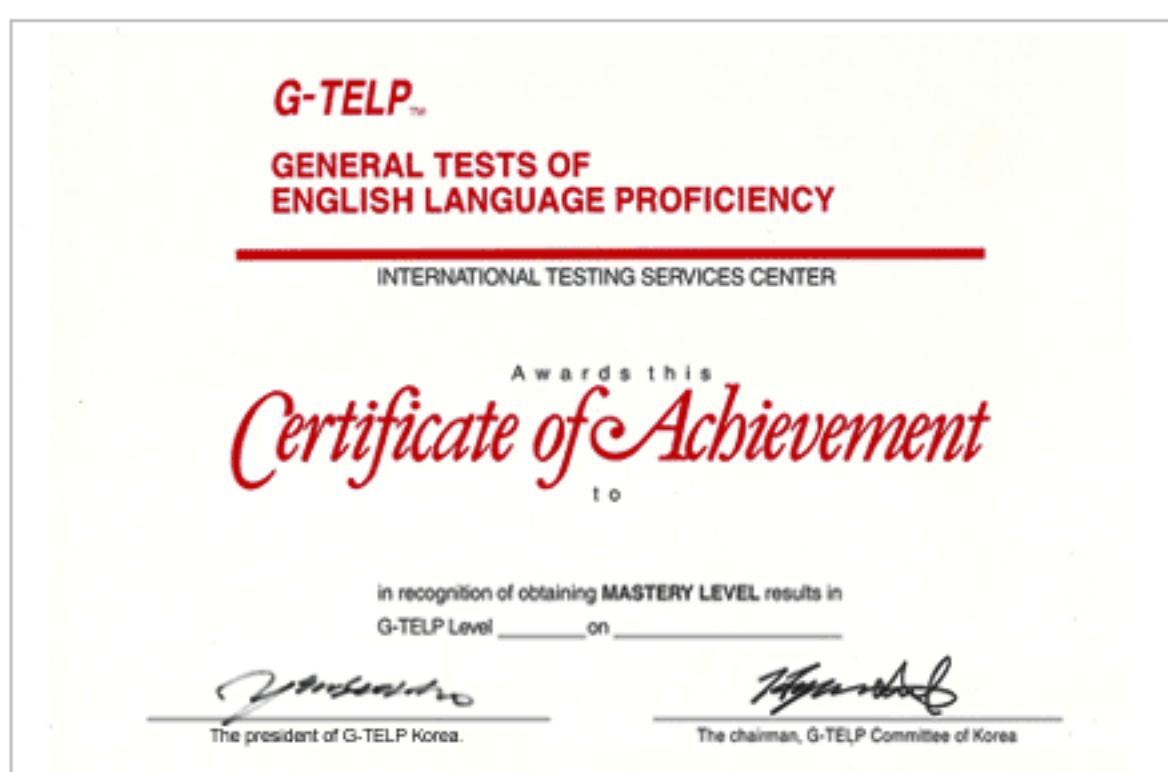 G-TELP™
GENERAL TESTS OF
ENGLISH LANGUAGE PROFICIENCY
INTERNATIONAL TESTING SERVICES CENTER
Awards this
Certificate of Achievement
to
in recognition of obtaining MASTERY LEVEL results in
G-TELP Level ________ on ____________________
The president of G-TELP Korea.
The chairman, G-TELP Committee of Korea